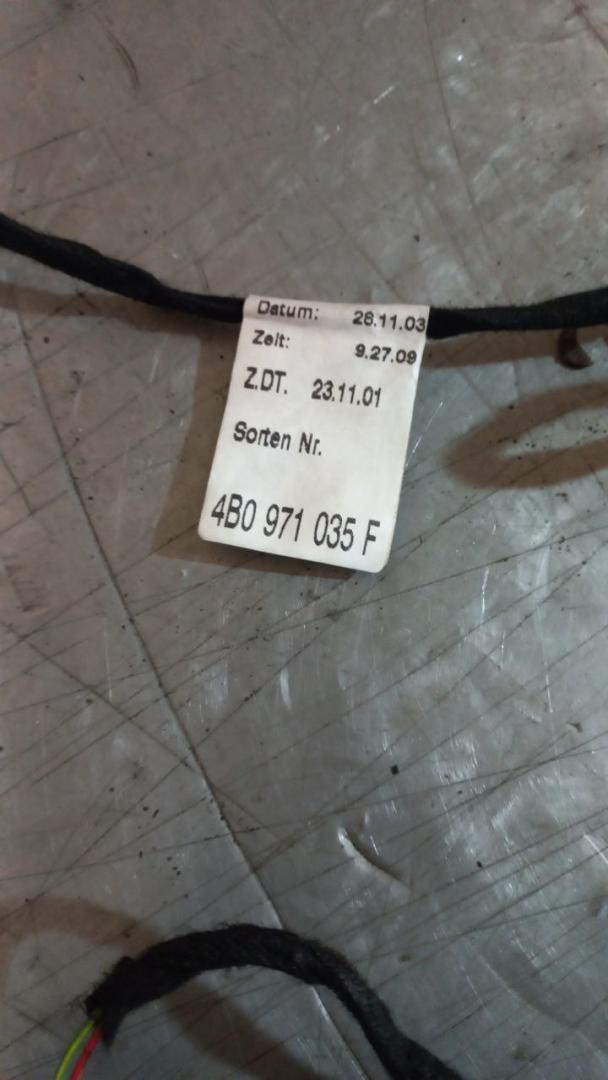 Datum: 26.11.03
Zeit: 9.27.09
Z.DT. 23.11.01
Sorten Nr.
4B0 971 035 F